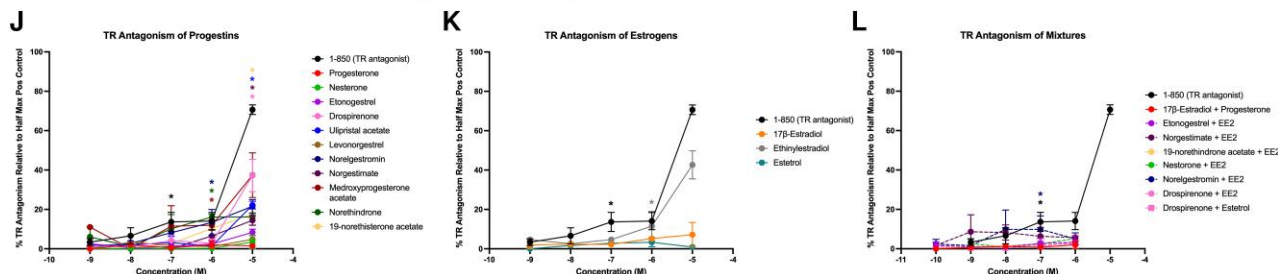 J
TR Antagonism of Progestins
% TR Antagonism Relative to Half Max Pos Control
100
80
60
40
20
0
-10
-9
-8
-7
-6
-5
-4
Concentration (M)
*
*
*
*
*
*
*
*
1-850 (TR antagonist)
Progesterone
Nesterone
Etonogestrel
Drospirenone
Ulipristal acetate
Levonorgestrel
Norelgestromin
Norgestimate
Medroxyprogesterone
acetate
Norethindrone
19-norethisterone acetate
K
TR Antagonism of Estrogens
% TR Antagonism Relative to Half Max Pos Control
100
80
60
40
20
0
-10
-9
-8
-7
-6
-5
-4
Concentration (M)
*
*
1-850 (TR antagonist)
17β-Estradiol
Ethinylestradiol
Estetrol
L
TR Antagonism of Mixtures
% TR Antagonism Relative to Half Max Pos Control
100
80
60
40
20
0
-11
-10
-9
-8
-7
-6
-5
-4
Concentration (M)
*
*
1-850 (TR antagonist)
17β-Estradiol + Progesterone
Etonogestrel + EE2
Norgestimate + EE2
19-norethindrone acetate + EE2
Nestorone + EE2
Norelgestromin + EE2
Drospirenone + EE2
Drospirenone + Estetrol